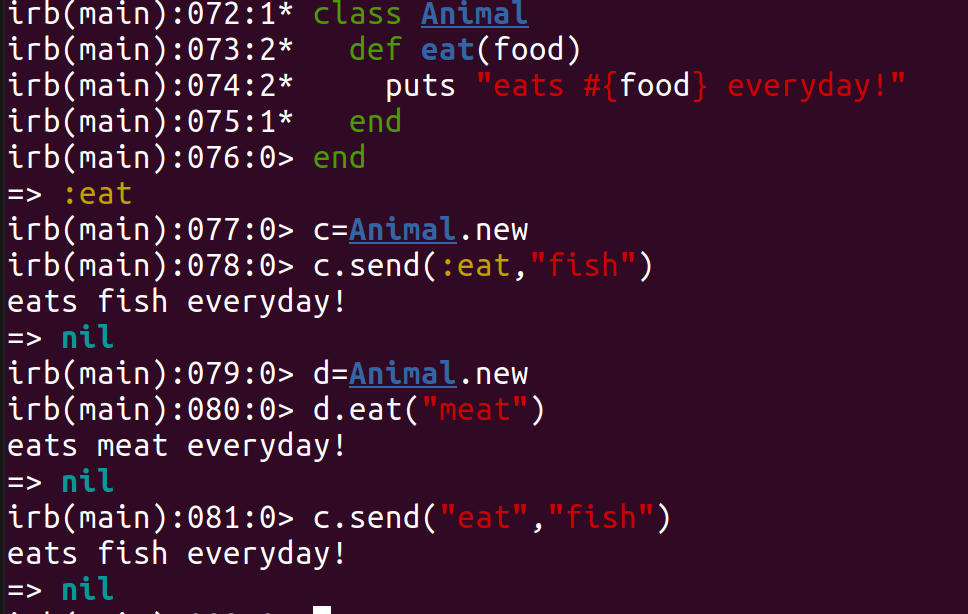 irb(main):072:1* class Animal
irb(main):073:2*   def eat(food)
irb(main):074:2*     puts "eats #{food} everyday!"
irb(main):075:1*   end
irb(main):076:0> end
=> :eat
irb(main):077:0> c=Animal.new
irb(main):078:0> c.send(:eat,"fish")
eats fish everyday!
=> nil
irb(main):079:0> d=Animal.new
irb(main):080:0> d.eat("meat")
eats meat everyday!
=> nil
irb(main):081:0> c.send("eat","fish")
eats fish everyday!
=> nil